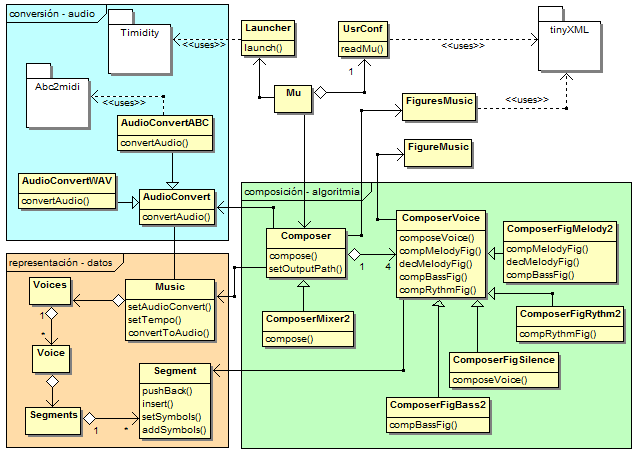 conversión - audio
Timidity
<<uses>>
Launcher
launch()
UsrConf
readMu()
<<uses>>
tinyXML
Abc2midi
<<uses>>
Mu
1
FiguresMusic
<<uses>>
AudioConvertABC
convertAudio()
FigureMusic
AudioConvertWAV
convertAudio()
AudioConvert
convertAudio()
composición - algoritmia
Composer
compose()
setOutputPath()
1
4
ComposerVoice
composeVoice()
compMelodyFig()
decMelodyFig()
compBassFig()
compRythmFig()
ComposerFigMelody2
compMelodyFig()
decMelodyFig()
compBassFig()
representación - datos
Voices
1
*
Music
setAudioConvert()
setTempo()
convertToAudio()
ComposerMixer2
compose()
ComposerFigRythm2
compRythmFig()
Voice
ComposerFigSilence
composeVoice()
Segment
pushBack()
insert()
setSymbols()
addSymbols()
Segments
1
*
ComposerFigBass2
compBassFig()